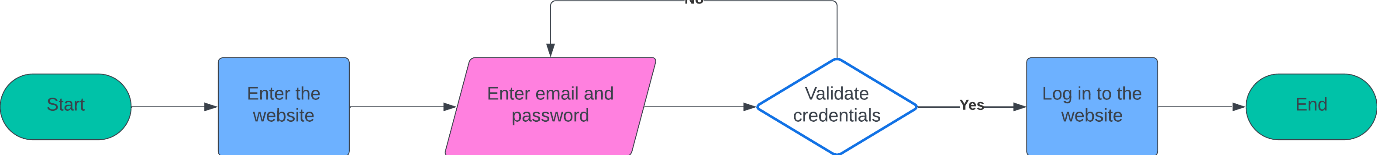 No
Start
Enter the
website
Enter email and
password
Validate
credentials
Yes
Log in to the
website
End